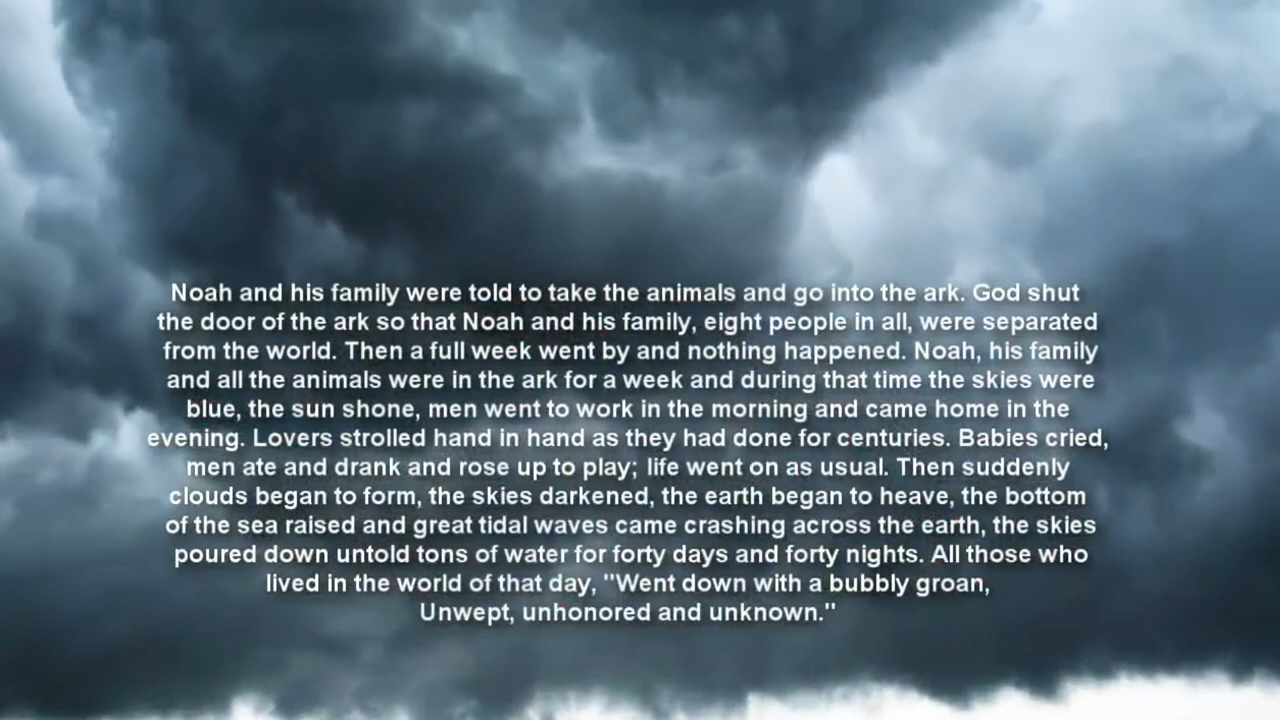 Noah and his family were told to take the animals and go into the ark. God shut
the door of the ark so that Noah and his family, eight people in all, were separated
from the world. Then a full week went by and nothing happened. Noah, his family
and all the animals were in the ark for a week and during that time the skies were
blue, the sun shone, men went to work in the morning and came home in the
evening. Lovers strolled hand in hand as they had done for centuries. Babies cried,
men ate and drank and rose up to play; life went on as usual. Then suddenly
clouds began to form, the skies darkened, the earth began to heave, the bottom
of the sea raised and great tidal waves came crashing across the earth, the skies
poured down untold tons of water for forty days and forty nights. All those who
lived in the world of that day, "Went down with a bubbly groan,
Unwept, unhonored and unknown."